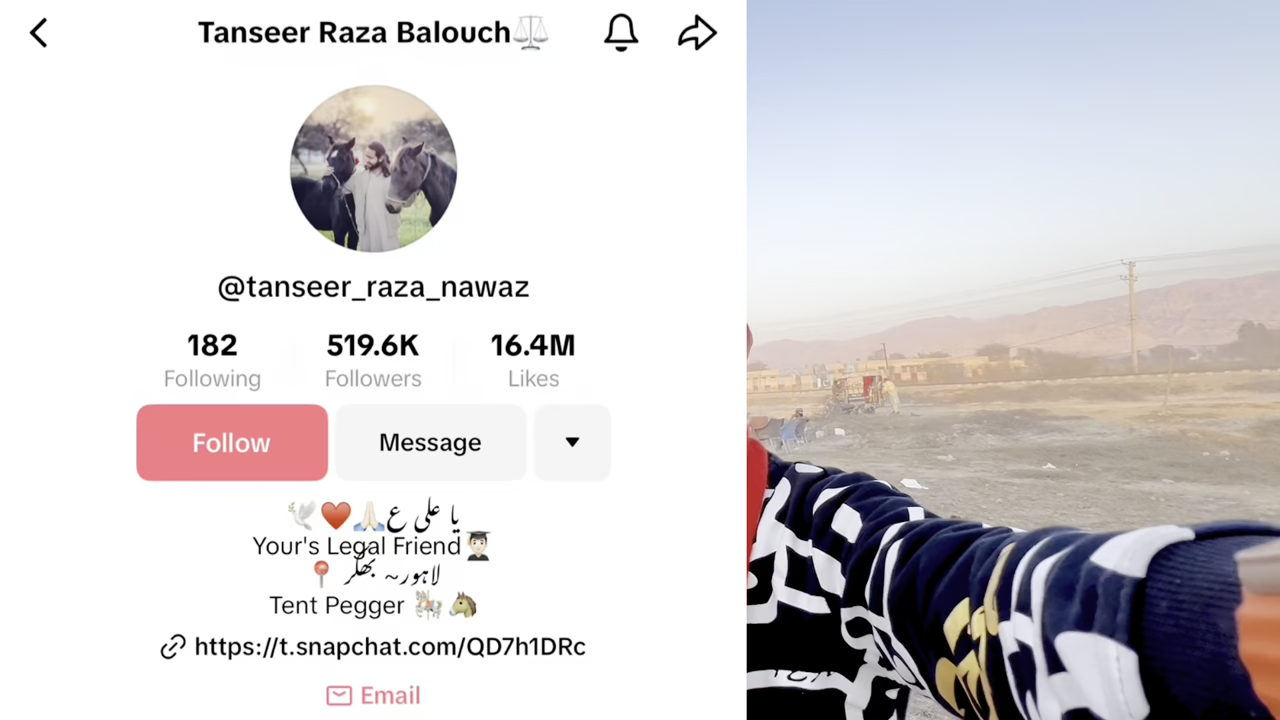 Tanseer Raza Balouch⚖️
@tanseer_raza_nawaz
182 519.6K 16.4M
Following Followers Likes
Follow Message
یا علی ع🙏🏻❤️🕊️
Your's Legal Friend👨🏻‍🎓
لاہور~ بھکر 📍
Tent Pegger 🎠🐴
https://t.snapchat.com/QD7h1DRc
Email